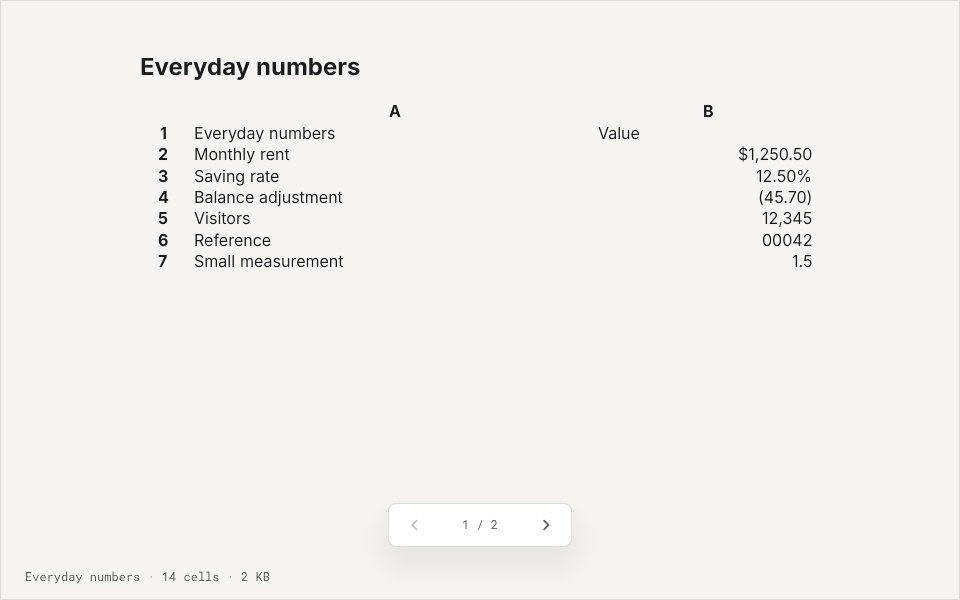 Everyday numbers
A B
1 Everyday numbers Value
2 Monthly rent $1,250.50
3 Saving rate 12.50%
4 Balance adjustment (45.70)
5 Visitors 12,345
6 Reference 00042
7 Small measurement 1.5
1 / 2
Everyday numbers · 14 cells · 2 KB